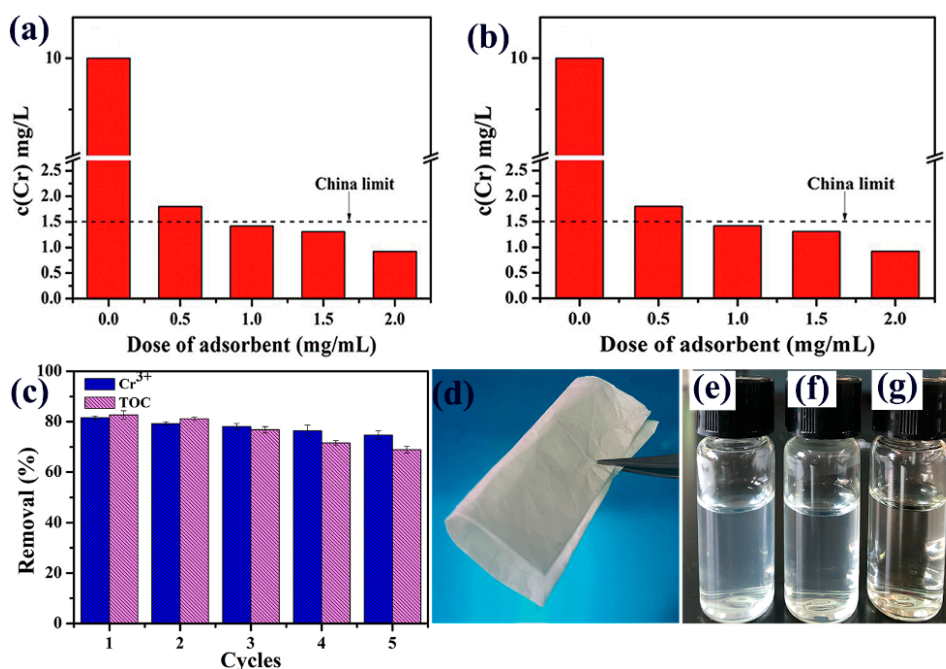 (a)
c(Cr) mg/L
10
2.5
2.0
1.5
1.0
0.5
0.0
China limit
0.0 0.5 1.0 1.5 2.0
Dose of adsorbent (mg/mL)
(b)
c(Cr) mg/L
10
2.5
2.0
1.5
1.0
0.5
0.0
China limit
0.0 0.5 1.0 1.5 2.0
Dose of adsorbent (mg/mL)
(c)
Removal (%)
100
80
60
40
20
0
Cr3+
TOC
1 2 3 4 5
Cycles
(d)
(e)
(f)
(g)